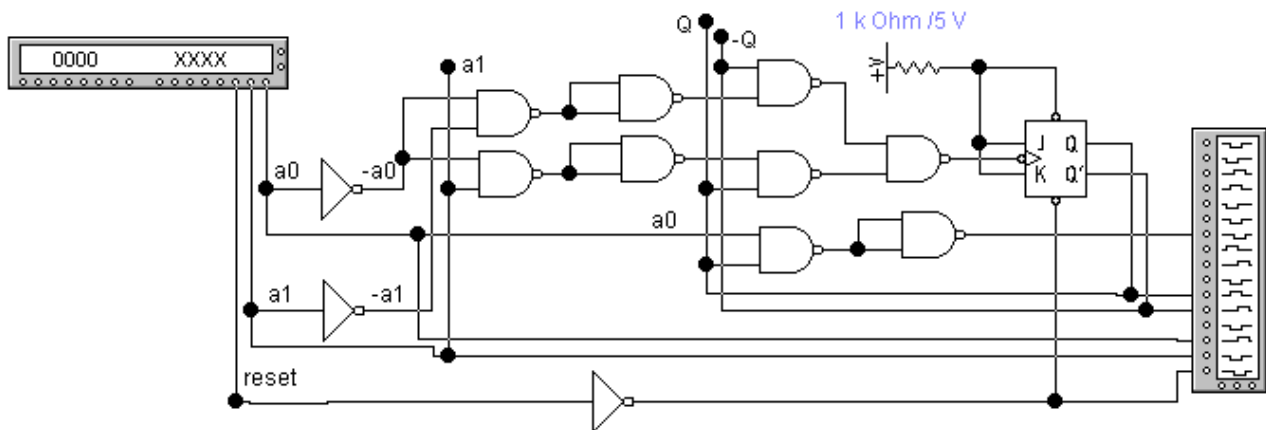 Q
-Q
1 k Ohm /5 V
0000 XXXX
a1
+V
J Q
K Q'
a0
-a0
a0
a1
-a1
reset